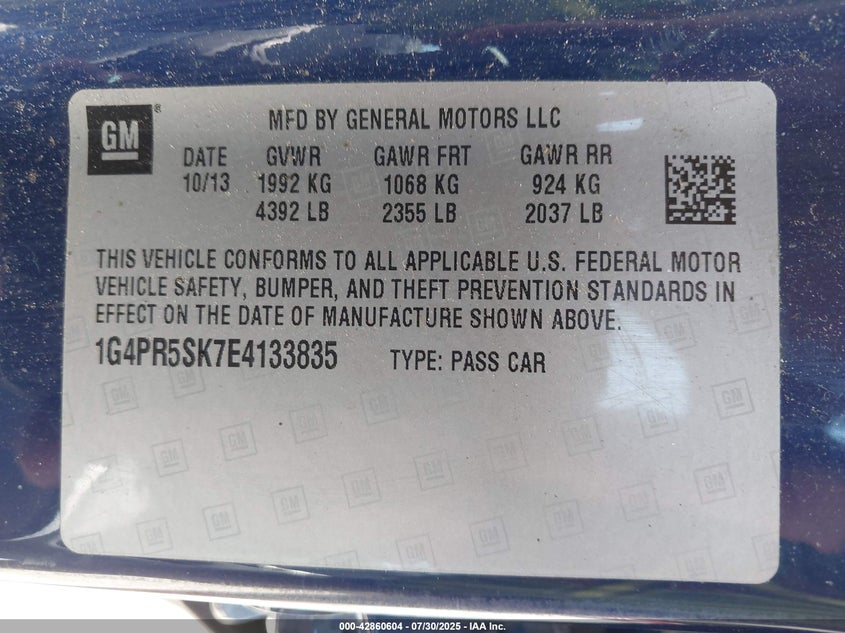 GM®
MFD BY GENERAL MOTORS LLC
DATE GVWR GAWR FRT GAWR RR
10/13 1992 KG 1068 KG 924 KG
4392 LB 2355 LB 2037 LB
THIS VEHICLE CONFORMS TO ALL APPLICABLE U.S. FEDERAL MOTOR
VEHICLE SAFETY, BUMPER, AND THEFT PREVENTION STANDARDS IN
EFFECT ON THE DATE OF MANUFACTURE SHOWN ABOVE.
1G4PR5SK7E4133835 TYPE: PASS CAR
000-42860604 - 07/30/2025 - IAA Inc.